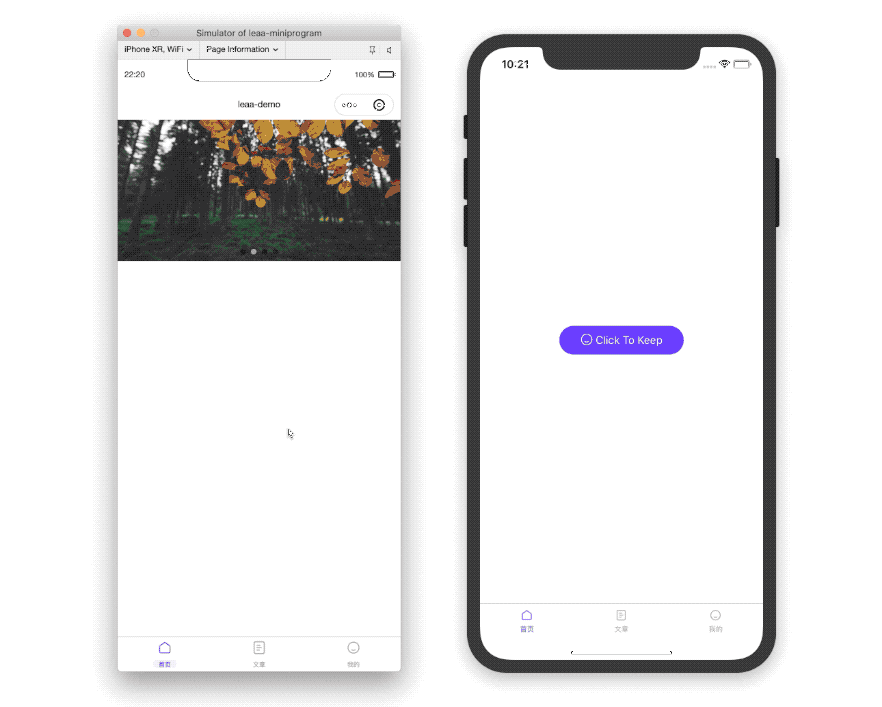 Simulator of leaa-miniprogram
iPhone XR, WiFi
Page Information
22:20
100%
leaa-demo
首页
文章
我的
10:21
Click To Keep
首页
文章
我的